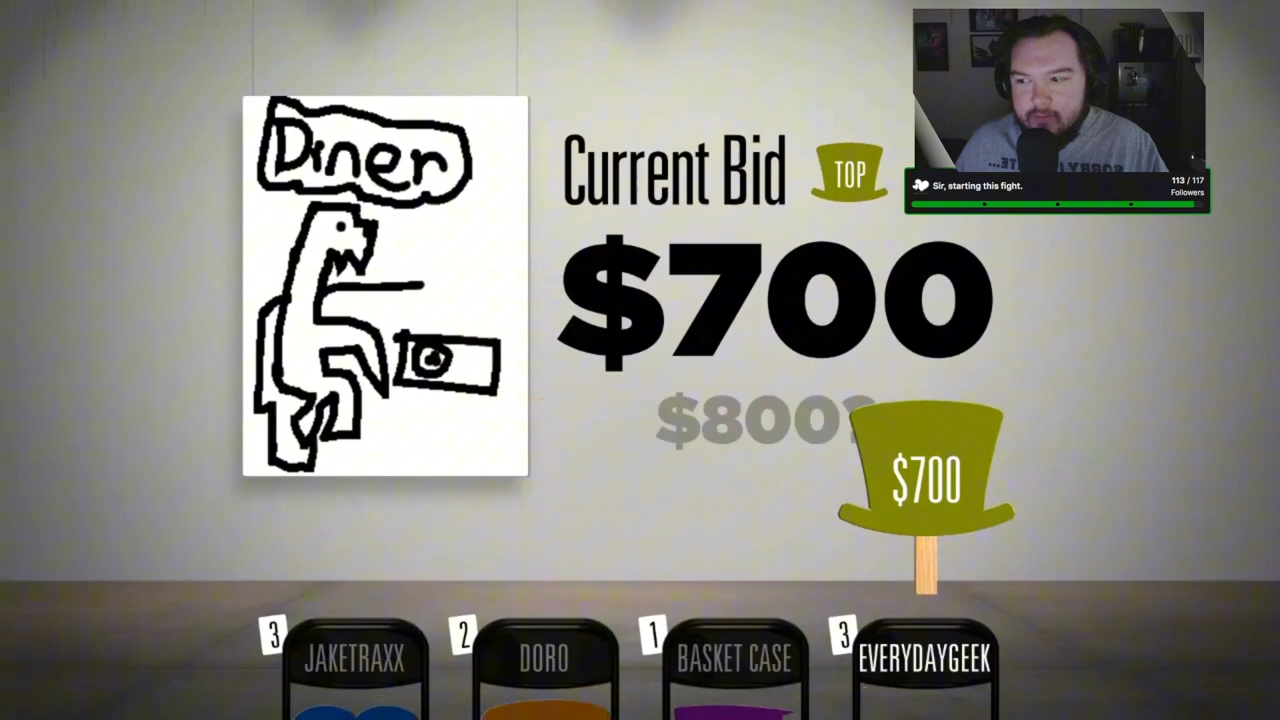 Diner
Current Bid
TOP
$700
$800?
$700
Sir, starting this fight.
113 / 117
Followers
3
JAKETRAXX
2
DORO
1
BASKET CASE
3
EVERYDAYGEEK